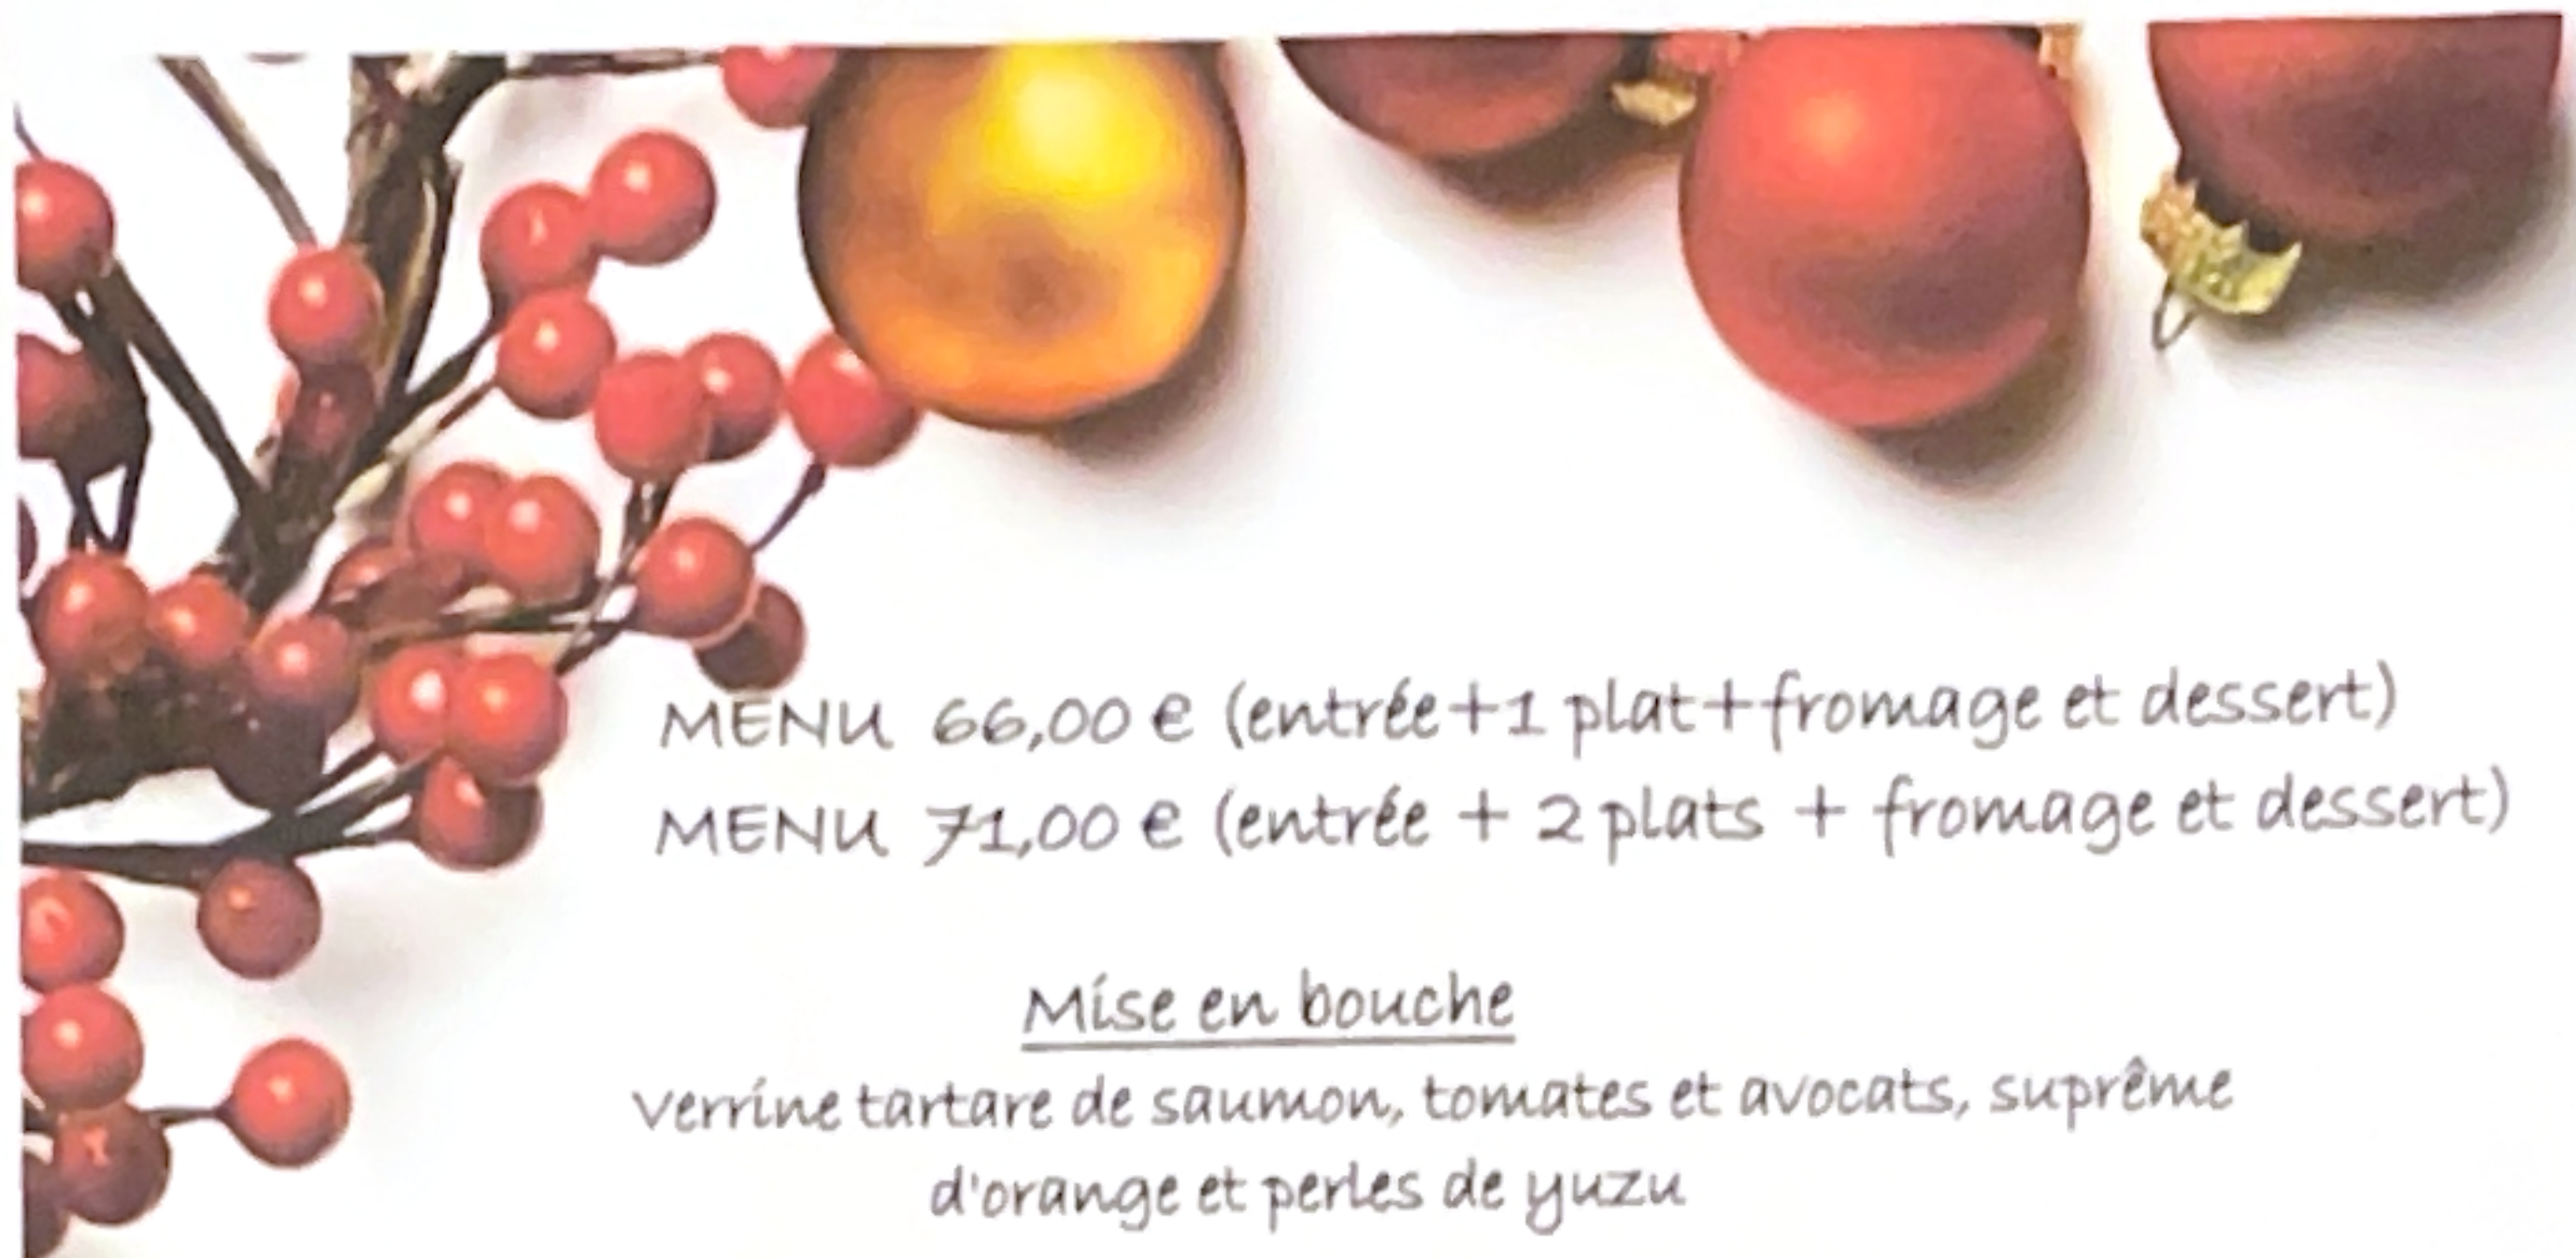 MENU 66,00 € (entrée+1 plat+fromage et dessert)
MENU 71,00 € (entrée + 2 plats + fromage et dessert)
Mise en bouche
Verrine tartare de saumon, tomates et avocats, suprême
d'orange et perles de yuzu